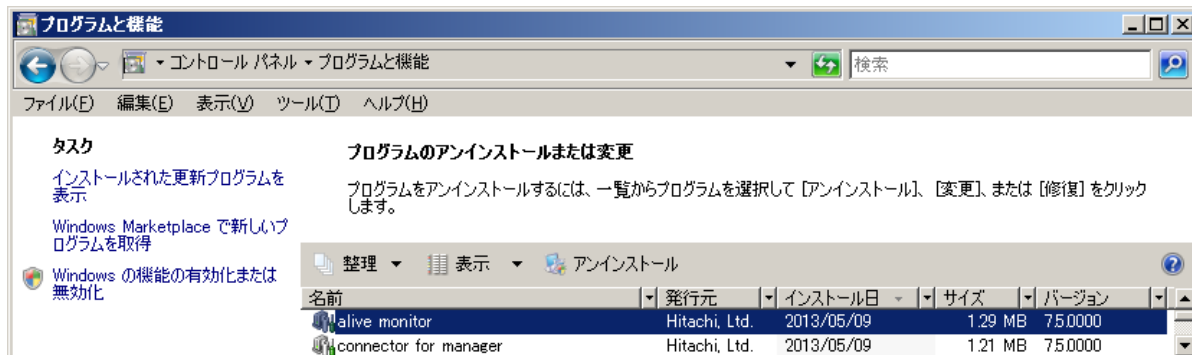 プログラムと機能
コントロール パネル ▾ プログラムと機能
検索
ファイル(F) 編集(E) 表示(V) ツール(T) ヘルプ(H)
タスク
インストールされた更新プログラムを
表示
Windows Marketplace で新しいプ
ログラムを取得
Windows の機能の有効化または
無効化
プログラムのアンインストールまたは変更
プログラムをアンインストールするには、一覧からプログラムを選択して [アンインストール]、[変更]、または [修復] をクリック
します。
整理 表示 アンインストール
名前 発行元 インストール日 サイズ バージョン
alive monitor Hitachi, Ltd. 2013/05/09 1.29 MB 7.5.0000
connector for manager Hitachi, Ltd. 2013/05/09 1.21 MB 7.5.0000